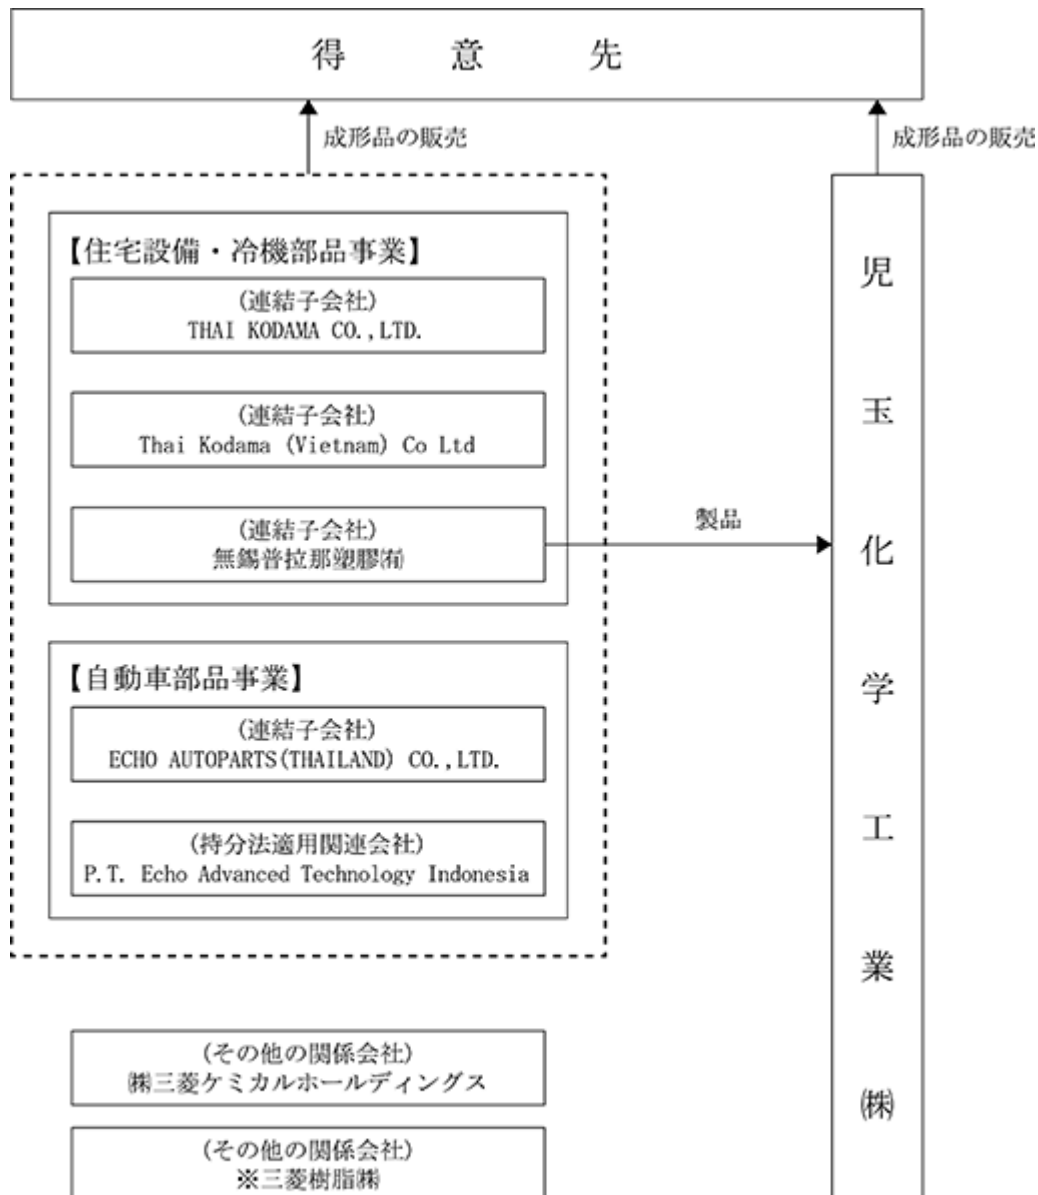 得意先
成形品の販売
成形品の販売
【住宅設備・冷機部品事業】
(連結子会社)
THAI KODAMA CO.,LTD.
(連結子会社)
Thai Kodama (Vietnam) Co Ltd
(連結子会社)
無錫普拉那塑膠㈲
製品
【自動車部品事業】
(連結子会社)
ECHO AUTOPARTS(THAILAND) CO.,LTD.
(持分法適用関連会社)
P.T. Echo Advanced Technology Indonesia
(その他の関係会社)
㈱三菱ケミカルホールディングス
(その他の関係会社)
※三菱樹脂㈱
児玉化学工業㈱